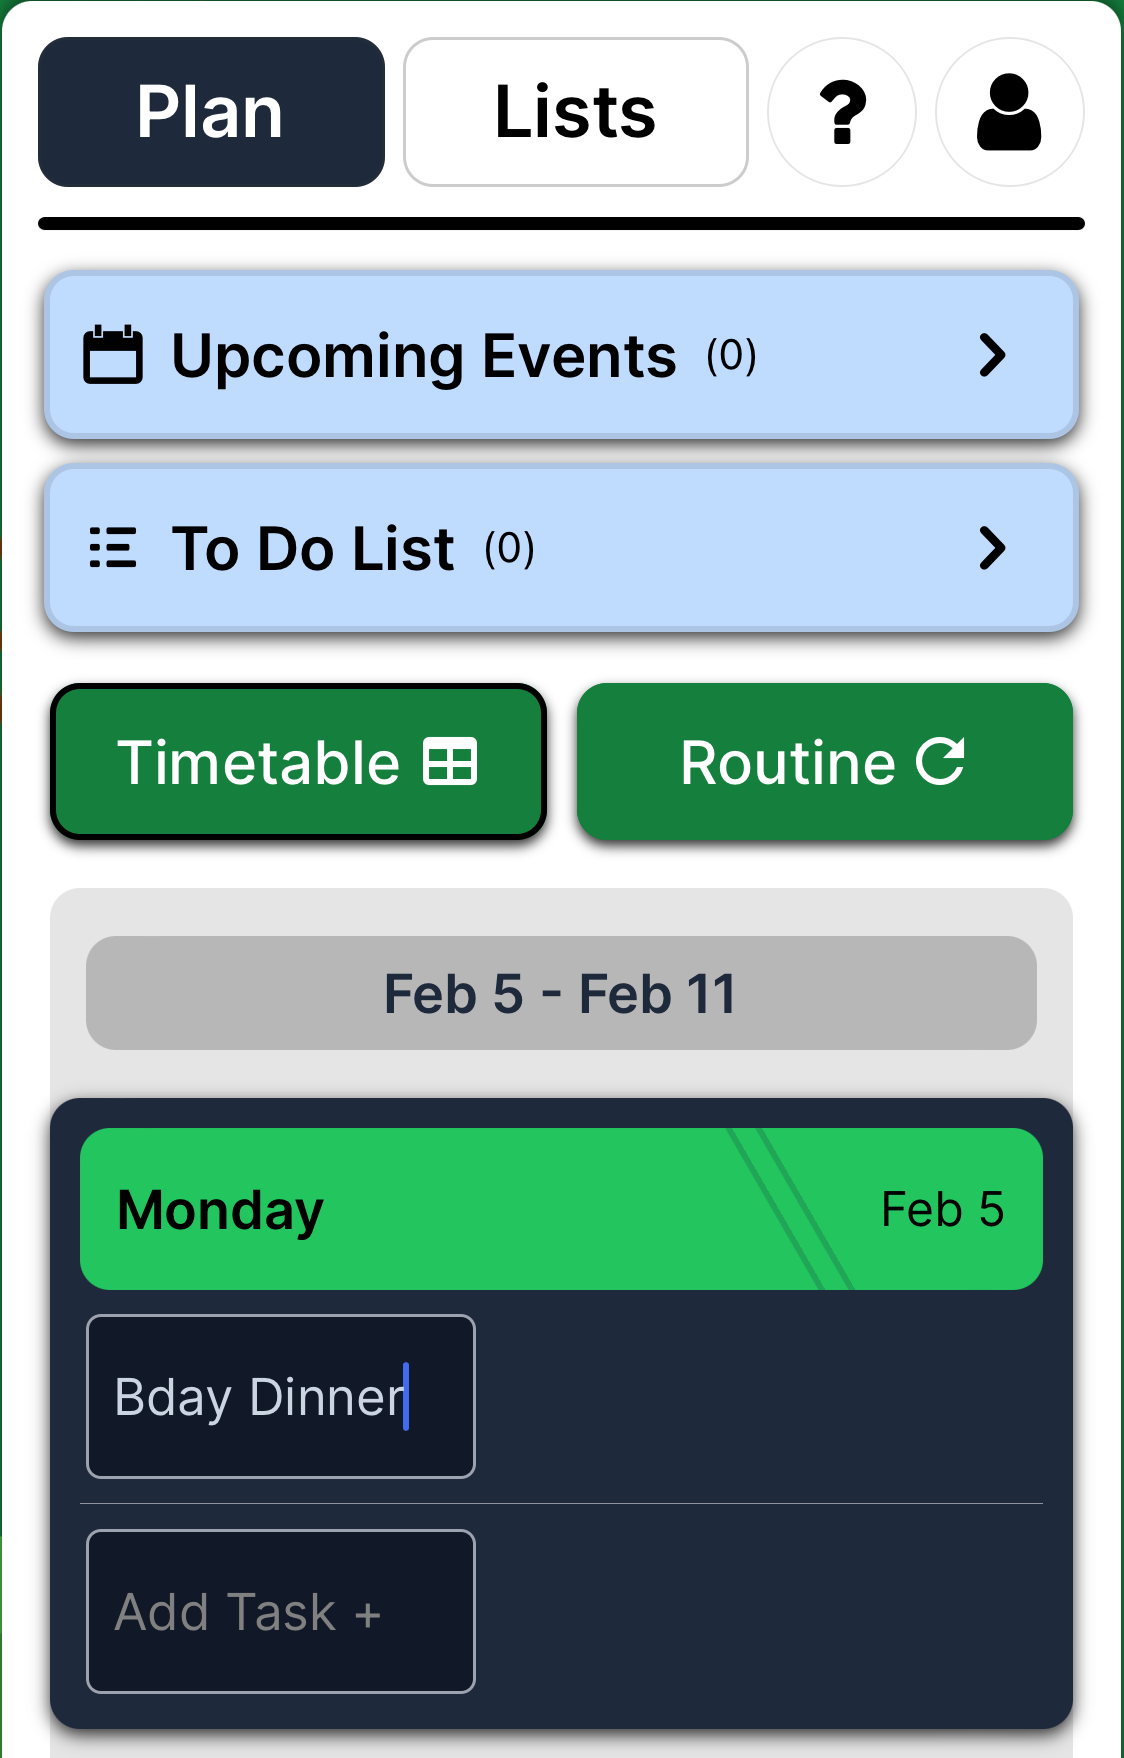 Plan
Lists
?
Upcoming Events (0)
To Do List (0)
Timetable
Routine
Feb 5 - Feb 11
Monday
Feb 5
Bday Dinner
Add Task +